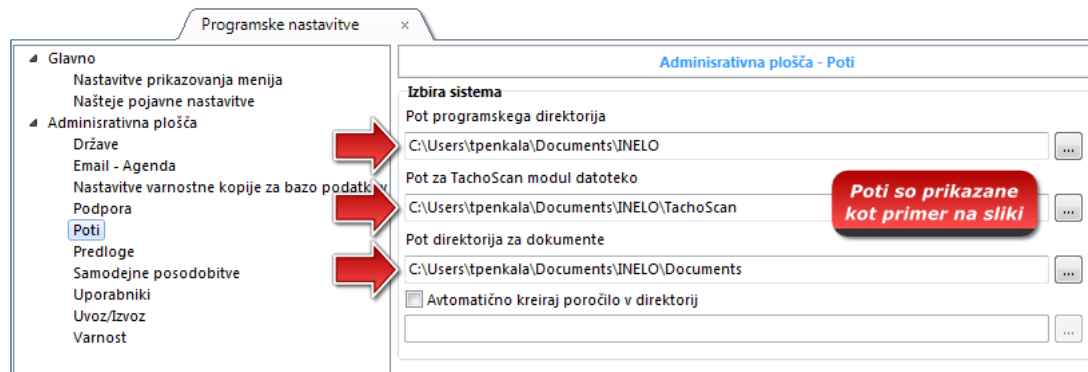 Programske nastavitve
Glavno
Nastavitve prikazovanja menija
Našteje pojavne nastavitve
Adminisrativna plošča
Države
Email - Agenda
Nastavitve varnostne kopije za bazo podatkov
Podpora
Poti
Predloge
Samodejne posodobitve
Uporabniki
Uvoz/Izvoz
Varnost
Adminisrativna plošča - Poti
Izbira sistema
Pot programskega direktorija
C:\Users\tpenkala\Documents\INELO
...
Pot za TachoScan modul datoteko
C:\Users\tpenkala\Documents\INELO\TachoScan
...
Poti so prikazane
kot primer na sliki
Pot direktorija za dokumente
C:\Users\tpenkala\Documents\INELO\Documents
...
Avtomatično kreiraj poročilo v direktorij
...